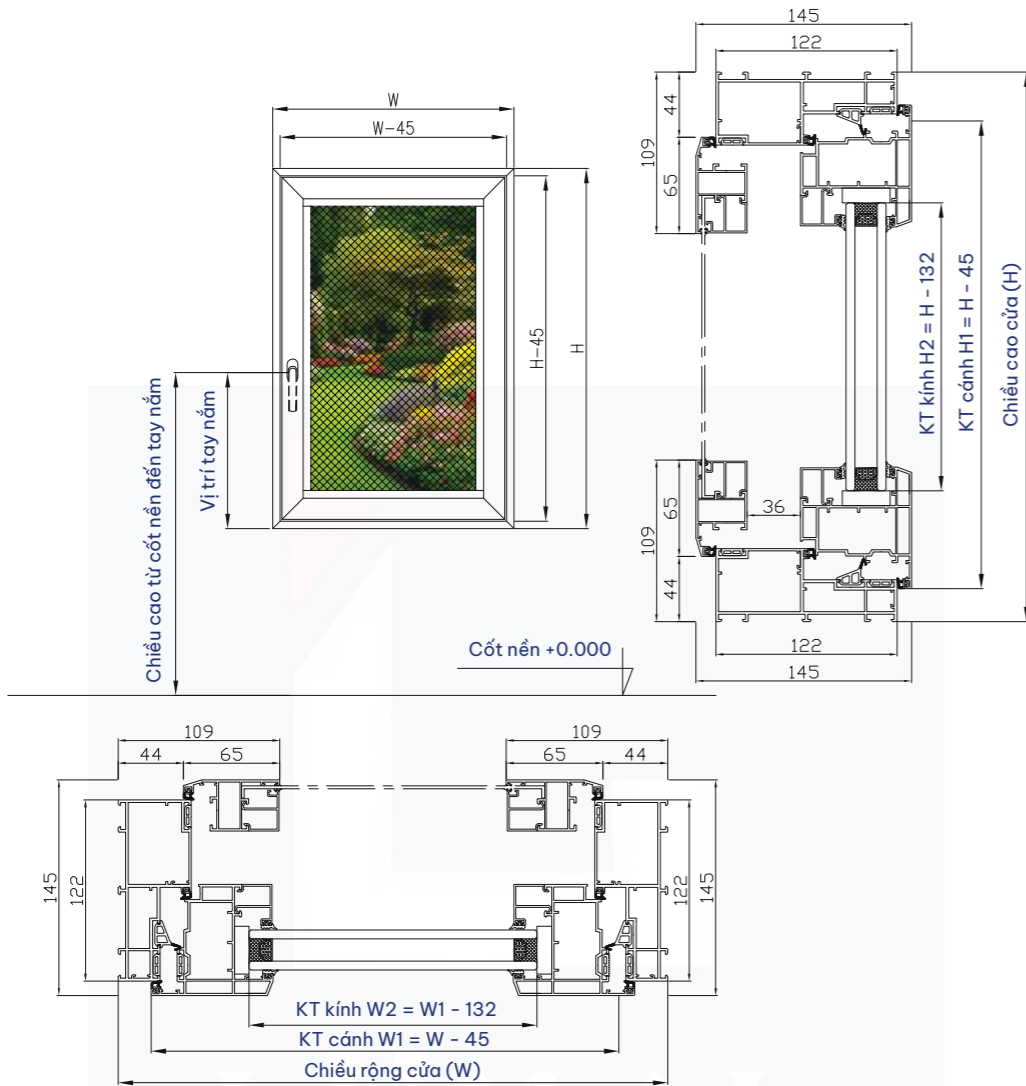 W
W-45
H-45
H
Chiều cao từ cốt nền đến tay nắm
Vị trí tay nắm
Cốt nền +0.000
145
122
109
44
65
KT kính H2 = H - 132
KT cánh H1 = H - 45
Chiều cao cửa (H)
109
65
44
36
122
145
109
44
65
109
65
44
145
122
122
145
KT kính W2 = W1 - 132
KT cánh W1 = W - 45
Chiều rộng cửa (W)